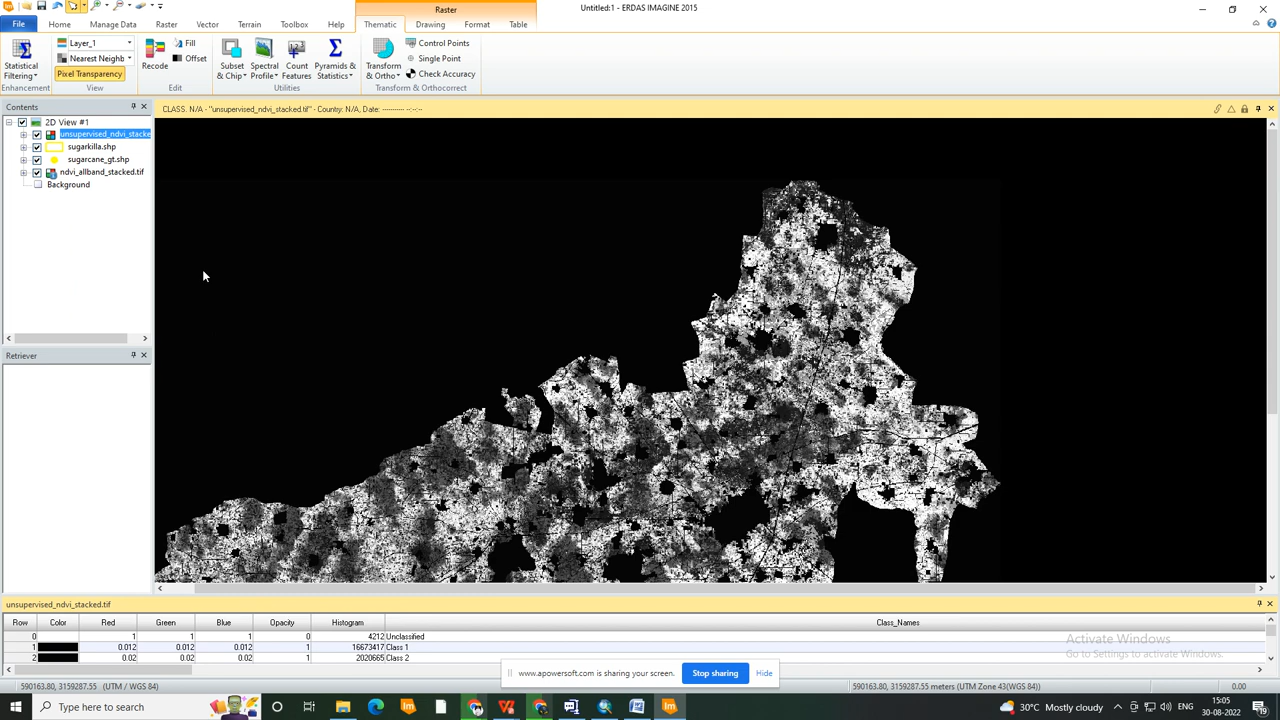 Raster
Untitled:1 - ERDAS IMAGINE 2015
File Home Manage Data Raster Vector Terrain Toolbox Help Thematic Drawing Format Table
Statistical Filtering
Enhancement
Layer_1
Nearest Neighb
Pixel Transparency
View
Recode
Fill
Offset
Edit
Subset & Chip
Spectral Profile
Count Features
Pyramids & Statistics
Utilities
Transform & Ortho
Control Points
Single Point
Check Accuracy
Transform & Orthocorrect
Contents
CLASS. N/A - "unsupervised_ndvi_stacked.tif" - Country: N/A, Date: ---------- --:--:--
2D View #1
unsupervised_ndvi_stacke
sugarkilla.shp
sugarcane_gt.shp
ndvi_allband_stacked.tif
Background
Retriever
unsupervised_ndvi_stacked.tif
Row Color Red Green Blue Opacity Histogram Class_Names
0 1 1 1 0 4212 Unclassified
1 0.012 0.012 0.012 1 16673417 Class 1
2 0.02 0.02 0.02 1 2020665 Class 2
Activate Windows
Go to Settings to activate Windows.
www.apowersoft.com is sharing your screen. Stop sharing Hide
590163.80, 3159287.55 (UTM / WGS 84)
590163.80, 3159287.55 meters (UTM Zone 43(WGS 84))
0.00
Type here to search
30°C Mostly cloudy
ENG
15:05
30-08-2022